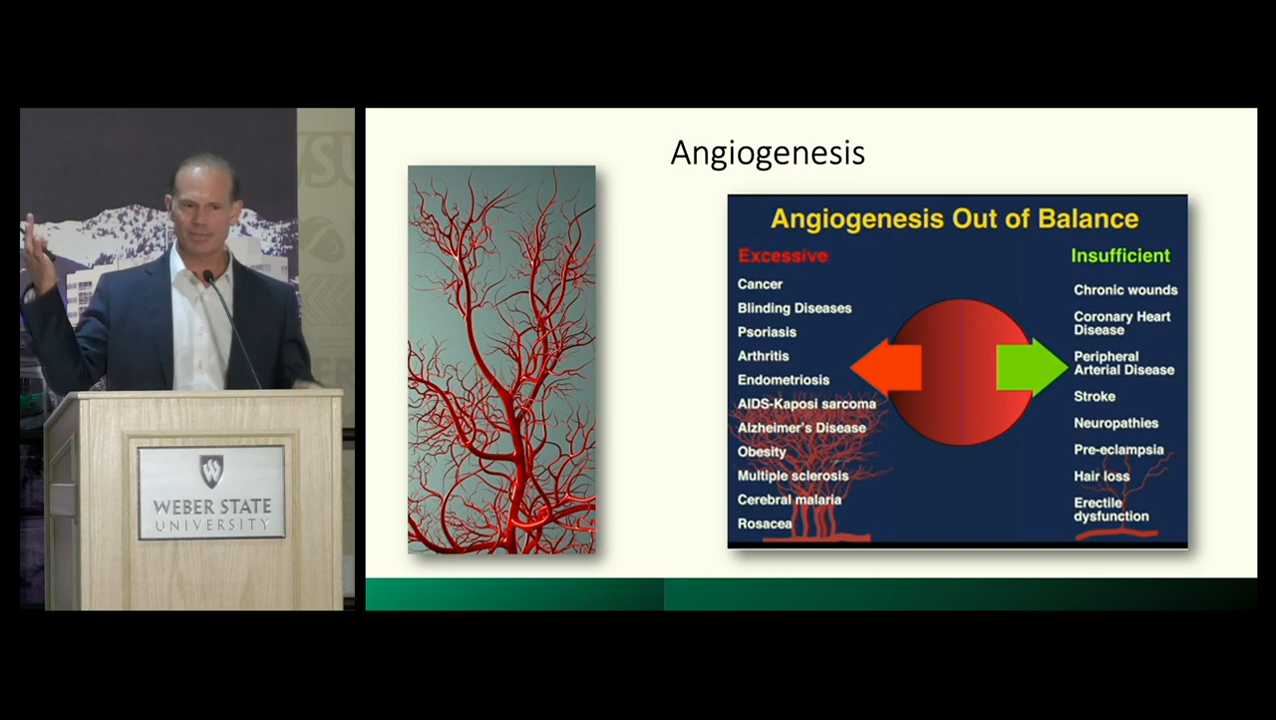 WEBER STATE
UNIVERSITY
Angiogenesis
Angiogenesis Out of Balance
Excessive
Cancer
Blinding Diseases
Psoriasis
Arthritis
Endometriosis
AIDS-Kaposi sarcoma
Alzheimer's Disease
Obesity
Multiple sclerosis
Cerebral malaria
Rosacea
Insufficient
Chronic wounds
Coronary Heart
Disease
Peripheral
Arterial Disease
Stroke
Neuropathies
Pre-eclampsia
Hair loss
Erectile
dysfunction